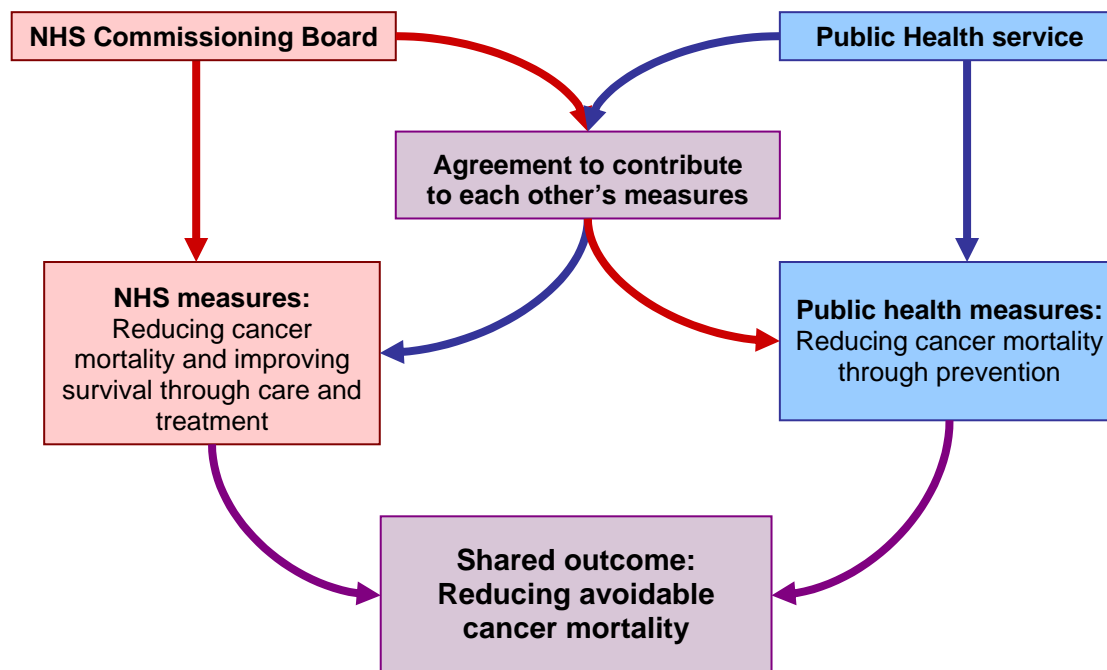 NHS Commissioning Board
Public Health service
Agreement to contribute
to each other’s measures
NHS measures:
Reducing cancer
mortality and improving
survival through care and
treatment
Public health measures:
Reducing cancer mortality
through prevention
Shared outcome:
Reducing avoidable
cancer mortality